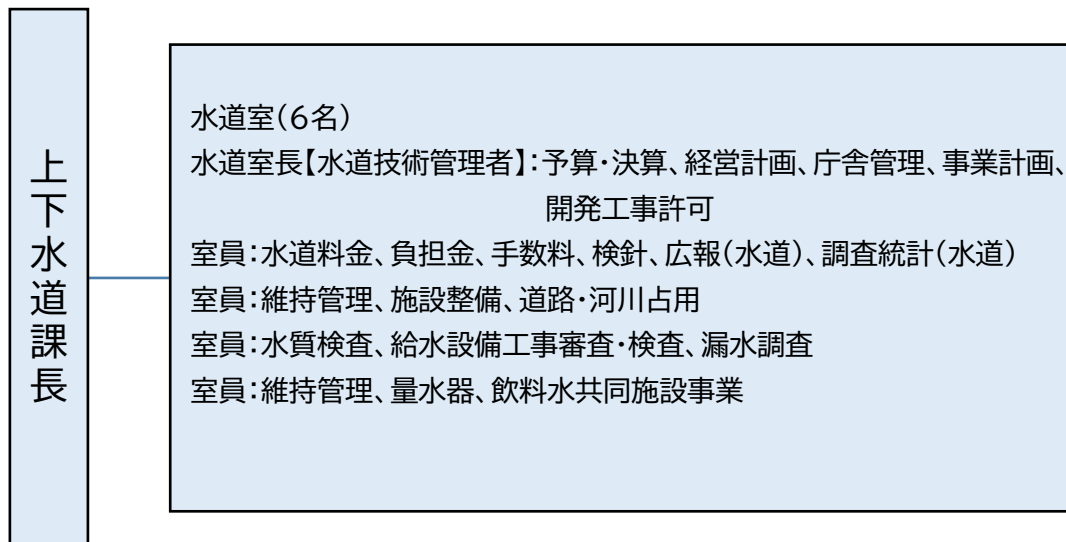 上下水道課長
水道室(6名)
水道室長【水道技術管理者】:予算・決算、経営計画、庁舎管理、事業計画、
開発工事許可
室員:水道料金、負担金、手数料、検針、広報(水道)、調査統計(水道)
室員:維持管理、施設整備、道路・河川占用
室員:水質検査、給水設備工事審査・検査、漏水調査
室員:維持管理、量水器、飲料水共同施設事業